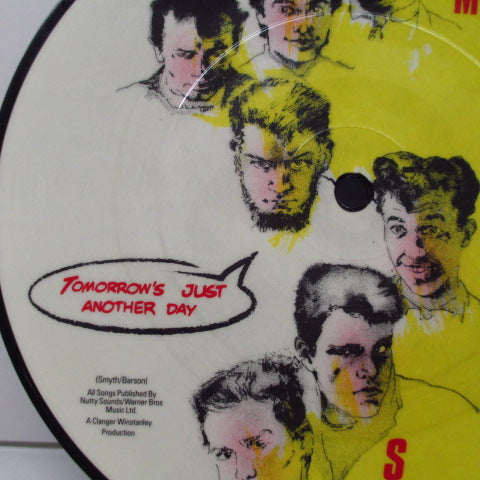 M
TOMORROW'S JUST
ANOTHER DAY
(Smyth/Barson)
All Songs Published By
Nutty Sounds/Warner Bros
Music Ltd.
A Clanger Winstanley
Production
S